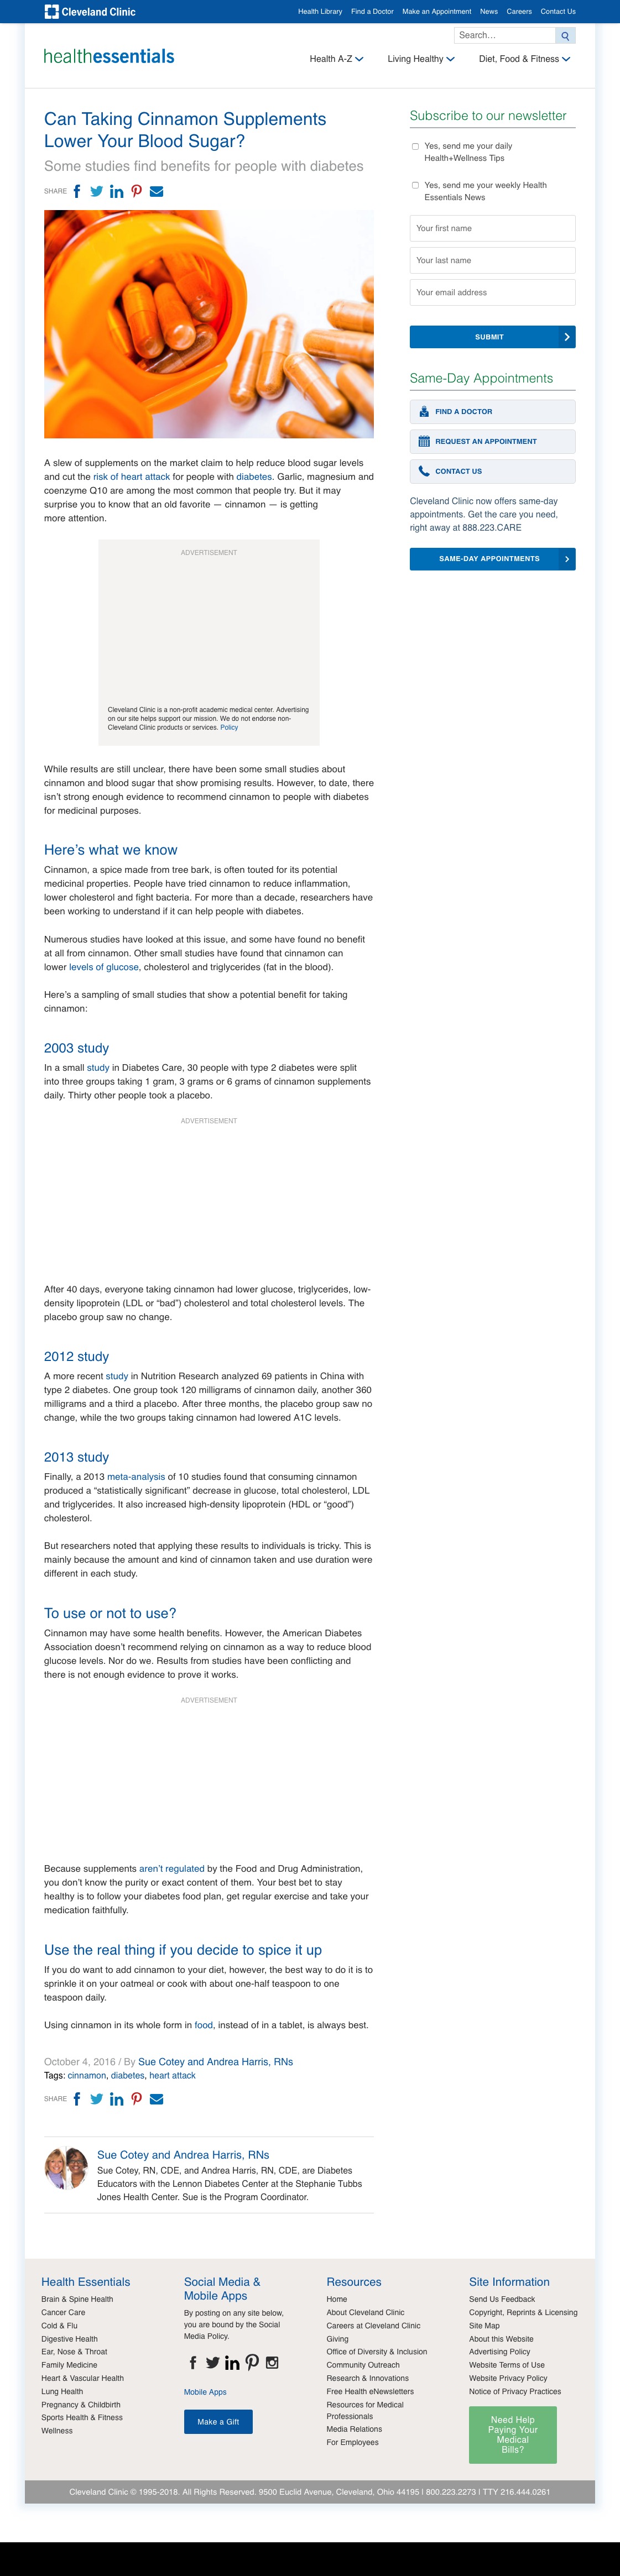 Cleveland Clinic
Health Library Find a Doctor Make an Appointment News Careers Contact Us
Search...
healthessentials
Health A-Z Living Healthy Diet, Food & Fitness
Can Taking Cinnamon Supplements
Lower Your Blood Sugar?
Some studies find benefits for people with diabetes
SHARE
A slew of supplements on the market claim to help reduce blood sugar levels
and cut the risk of heart attack for people with diabetes. Garlic, magnesium and
coenzyme Q10 are among the most common that people try. But it may
surprise you to know that an old favorite — cinnamon — is getting
more attention.
ADVERTISEMENT
Cleveland Clinic is a non-profit academic medical center. Advertising
on our site helps support our mission. We do not endorse non-
Cleveland Clinic products or services. Policy
While results are still unclear, there have been some small studies about
cinnamon and blood sugar that show promising results. However, to date, there
isn’t strong enough evidence to recommend cinnamon to people with diabetes
for medicinal purposes.
Here’s what we know
Cinnamon, a spice made from tree bark, is often touted for its potential
medicinal properties. People have tried cinnamon to reduce inflammation,
lower cholesterol and fight bacteria. For more than a decade, researchers have
been working to understand if it can help people with diabetes.
Numerous studies have looked at this issue, and some have found no benefit
at all from cinnamon. Other small studies have found that cinnamon can
lower levels of glucose, cholesterol and triglycerides (fat in the blood).
Here’s a sampling of small studies that show a potential benefit for taking
cinnamon:
2003 study
In a small study in Diabetes Care, 30 people with type 2 diabetes were split
into three groups taking 1 gram, 3 grams or 6 grams of cinnamon supplements
daily. Thirty other people took a placebo.
ADVERTISEMENT
After 40 days, everyone taking cinnamon had lower glucose, triglycerides, low-
density lipoprotein (LDL or “bad”) cholesterol and total cholesterol levels. The
placebo group saw no change.
2012 study
A more recent study in Nutrition Research analyzed 69 patients in China with
type 2 diabetes. One group took 120 milligrams of cinnamon daily, another 360
milligrams and a third a placebo. After three months, the placebo group saw no
change, while the two groups taking cinnamon had lowered A1C levels.
2013 study
Finally, a 2013 meta-analysis of 10 studies found that consuming cinnamon
produced a “statistically significant” decrease in glucose, total cholesterol, LDL
and triglycerides. It also increased high-density lipoprotein (HDL or “good”)
cholesterol.
But researchers noted that applying these results to individuals is tricky. This is
mainly because the amount and kind of cinnamon taken and use duration were
different in each study.
To use or not to use?
Cinnamon may have some health benefits. However, the American Diabetes
Association doesn’t recommend relying on cinnamon as a way to reduce blood
glucose levels. Nor do we. Results from studies have been conflicting and
there is not enough evidence to prove it works.
ADVERTISEMENT
Because supplements aren’t regulated by the Food and Drug Administration,
you don’t know the purity or exact content of them. Your best bet to stay
healthy is to follow your diabetes food plan, get regular exercise and take your
medication faithfully.
Use the real thing if you decide to spice it up
If you do want to add cinnamon to your diet, however, the best way to do it is to
sprinkle it on your oatmeal or cook with about one-half teaspoon to one
teaspoon daily.
Using cinnamon in its whole form in food, instead of in a tablet, is always best.
October 4, 2016 / By Sue Cotey and Andrea Harris, RNs
Tags: cinnamon, diabetes, heart attack
SHARE
Sue Cotey and Andrea Harris, RNs
Sue Cotey, RN, CDE, and Andrea Harris, RN, CDE, are Diabetes
Educators with the Lennon Diabetes Center at the Stephanie Tubbs
Jones Health Center. Sue is the Program Coordinator.
Subscribe to our newsletter
Yes, send me your daily
Health+Wellness Tips
Yes, send me your weekly Health
Essentials News
Your first name
Your last name
Your email address
SUBMIT
Same-Day Appointments
FIND A DOCTOR
REQUEST AN APPOINTMENT
CONTACT US
Cleveland Clinic now offers same-day
appointments. Get the care you need,
right away at 888.223.CARE
SAME-DAY APPOINTMENTS
Health Essentials
Brain & Spine Health
Cancer Care
Cold & Flu
Digestive Health
Ear, Nose & Throat
Family Medicine
Heart & Vascular Health
Lung Health
Pregnancy & Childbirth
Sports Health & Fitness
Wellness
Social Media &
Mobile Apps
By posting on any site below,
you are bound by the Social
Media Policy.
Mobile Apps
Make a Gift
Resources
Home
About Cleveland Clinic
Careers at Cleveland Clinic
Giving
Office of Diversity & Inclusion
Community Outreach
Research & Innovations
Free Health eNewsletters
Resources for Medical
Professionals
Media Relations
For Employees
Site Information
Send Us Feedback
Copyright, Reprints & Licensing
Site Map
About this Website
Advertising Policy
Website Terms of Use
Website Privacy Policy
Notice of Privacy Practices
Need Help
Paying Your
Medical
Bills?
Cleveland Clinic © 1995-2018. All Rights Reserved. 9500 Euclid Avenue, Cleveland, Ohio 44195 | 800.223.2273 | TTY 216.444.0261